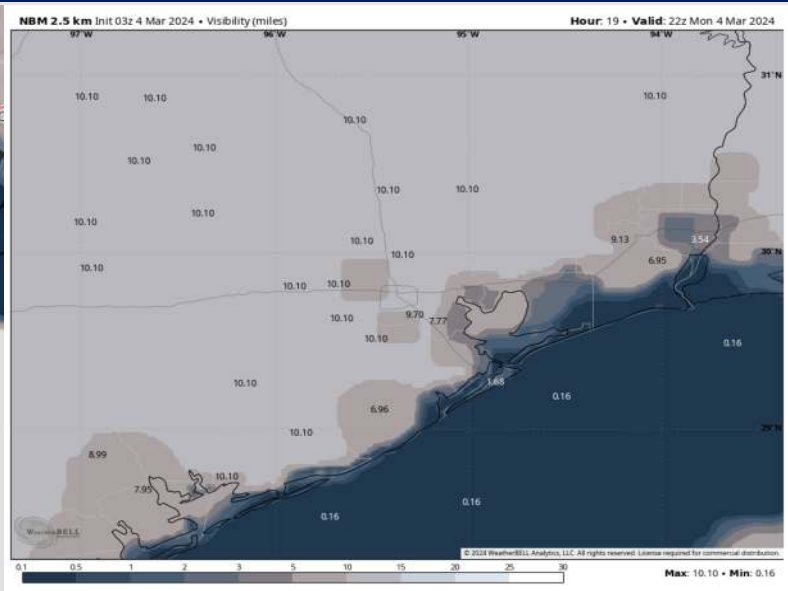 NBM 2.5 km Init 03z 4 Mar 2024 • Visibility (miles) Hour: 19 • Valid: 22z Mon 4 Mar 2024
97°W 96°W 95°W 94°W
31°N
10.10 10.10 10.10
10.10
10.10
10.10
10.10 10.10
10.10
10.10
10.10 9.13 3.54
10.10
30°N
6.95
10.10
10.10 10.10
9.70
10.10 7.77
10.10
0.16
10.10 1.68
0.16
6.96
10.10
29°N
8.99
10.10
7.95
0.16
0.16
WeatherBELL
© 2024 WeatherBELL Analytics, LLC. All rights reserved. License required for commercial distribution.
0.1 0.5 1 2 3 5 10 15 20 25 30
Max: 10.10 • Min: 0.16